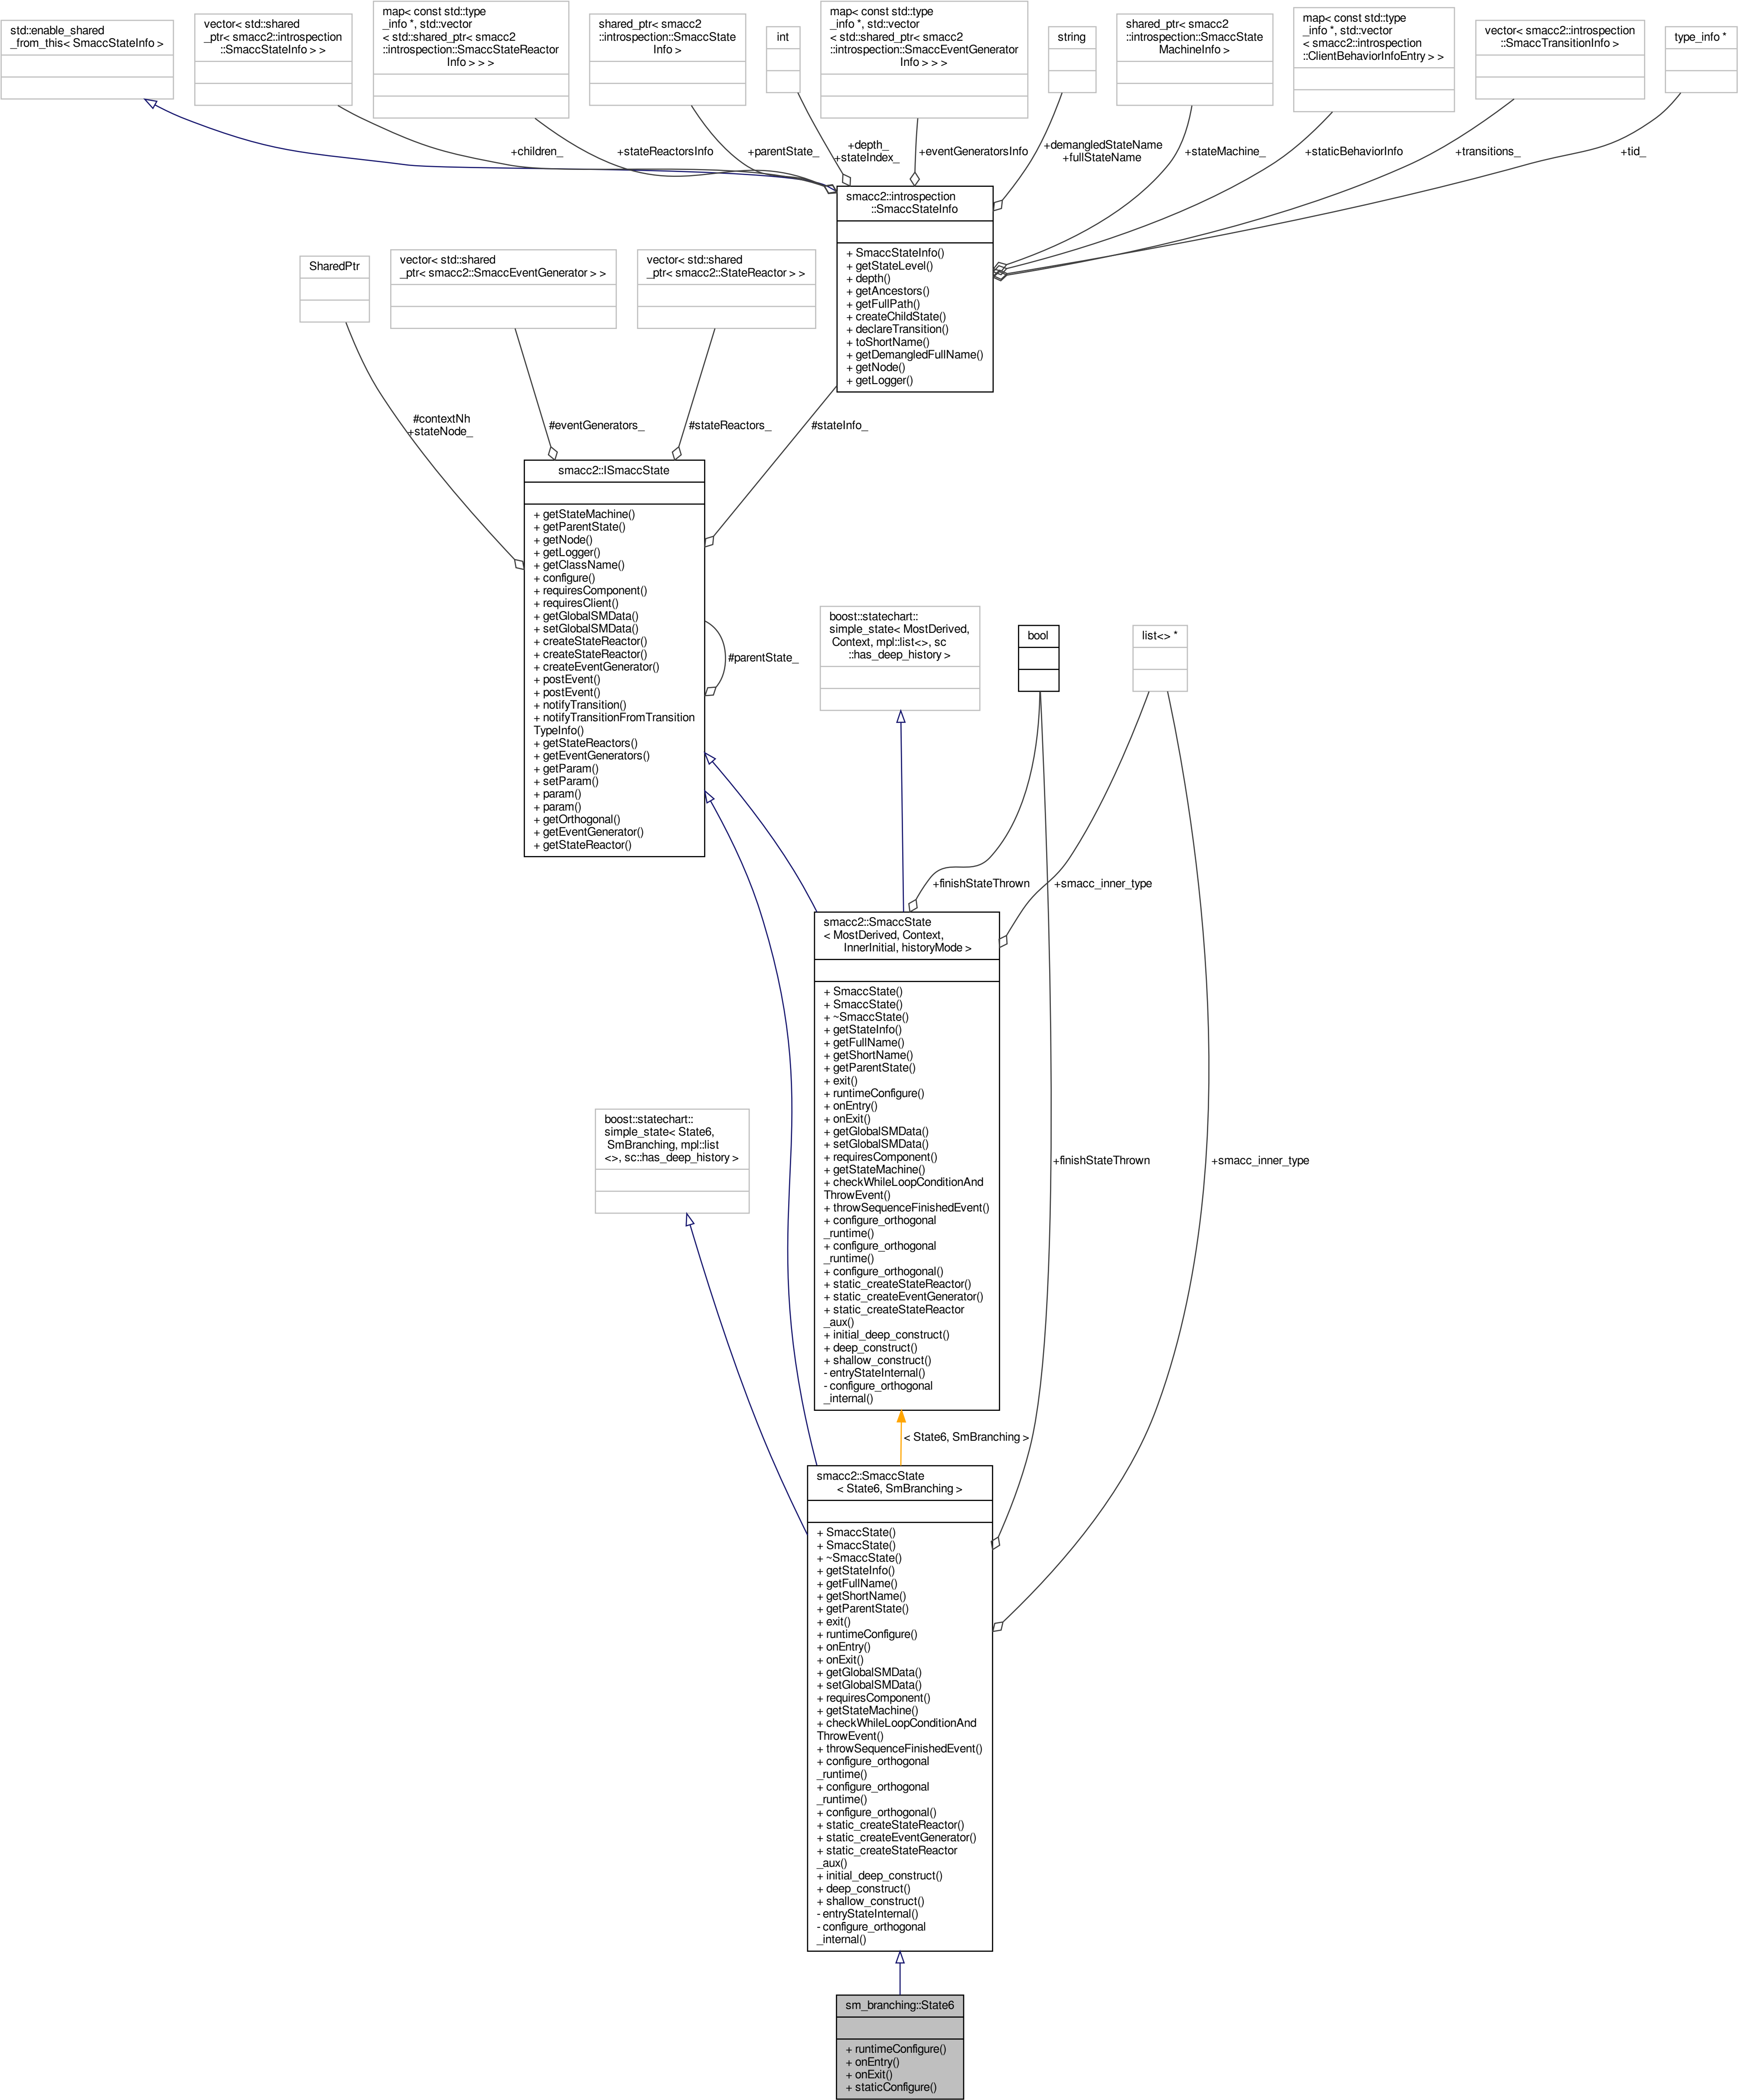 std::enable_shared
_from_this< SmaccStateInfo >
vector< std::shared
_ptr< smacc2::introspection
::SmaccStateInfo > >
map< const std::type
_info *, std::vector
< std::shared_ptr< smacc2
::introspection::SmaccStateReactor
Info > > >
shared_ptr< smacc2
::introspection::SmaccState
Info >
int
map< const std::type
_info *, std::vector
< std::shared_ptr< smacc2
::introspection::SmaccEventGenerator
Info > > >
string
shared_ptr< smacc2
::introspection::SmaccState
MachineInfo >
map< const std::type
_info *, std::vector
< smacc2::introspection
::ClientBehaviorInfoEntry > >
vector< smacc2::introspection
::SmaccTransitionInfo >
type_info *
+children_
+stateReactorsInfo
+parentState_
+depth_
+stateIndex_
+eventGeneratorsInfo
+demangledStateName
+fullStateName
+stateMachine_
+staticBehaviorInfo
+transitions_
+tid_
smacc2::introspection
::SmaccStateInfo
+ SmaccStateInfo()
+ getStateLevel()
+ depth()
+ getAncestors()
+ getFullPath()
+ createChildState()
+ declareTransition()
+ toShortName()
+ getDemangledFullName()
+ getNode()
+ getLogger()
SharedPtr
vector< std::shared
_ptr< smacc2::SmaccEventGenerator > >
vector< std::shared
_ptr< smacc2::StateReactor > >
#contextNh
+stateNode_
#eventGenerators_
#stateReactors_
#stateInfo_
smacc2::ISmaccState
+ getStateMachine()
+ getParentState()
+ getNode()
+ getLogger()
+ getClassName()
+ configure()
+ requiresComponent()
+ requiresClient()
+ getGlobalSMData()
+ setGlobalSMData()
+ createStateReactor()
+ createStateReactor()
+ createEventGenerator()
+ postEvent()
+ postEvent()
+ notifyTransition()
+ notifyTransitionFromTransition
TypeInfo()
+ getStateReactors()
+ getEventGenerators()
+ getParam()
+ setParam()
+ param()
+ param()
+ getOrthogonal()
+ getEventGenerator()
+ getStateReactor()
#parentState_
boost::statechart::
simple_state< MostDerived,
Context, mpl::list<>, sc
::has_deep_history >
bool
list<> *
+finishStateThrown
+smacc_inner_type
smacc2::SmaccState
< MostDerived, Context,
InnerInitial, historyMode >
+ SmaccState()
+ SmaccState()
+ ~SmaccState()
+ getStateInfo()
+ getFullName()
+ getShortName()
+ getParentState()
+ exit()
+ runtimeConfigure()
+ onEntry()
+ onExit()
+ getGlobalSMData()
+ setGlobalSMData()
+ requiresComponent()
+ getStateMachine()
+ checkWhileLoopConditionAnd
ThrowEvent()
+ throwSequenceFinishedEvent()
+ configure_orthogonal
_runtime()
+ configure_orthogonal
_runtime()
+ configure_orthogonal()
+ static_createStateReactor()
+ static_createEventGenerator()
+ static_createStateReactor
_aux()
+ initial_deep_construct()
+ deep_construct()
+ shallow_construct()
- entryStateInternal()
- configure_orthogonal
_internal()
boost::statechart::
simple_state< State6,
SmBranching, mpl::list
<>, sc::has_deep_history >
+finishStateThrown
+smacc_inner_type
< State6, SmBranching >
smacc2::SmaccState
< State6, SmBranching >
+ SmaccState()
+ SmaccState()
+ ~SmaccState()
+ getStateInfo()
+ getFullName()
+ getShortName()
+ getParentState()
+ exit()
+ runtimeConfigure()
+ onEntry()
+ onExit()
+ getGlobalSMData()
+ setGlobalSMData()
+ requiresComponent()
+ getStateMachine()
+ checkWhileLoopConditionAnd
ThrowEvent()
+ throwSequenceFinishedEvent()
+ configure_orthogonal
_runtime()
+ configure_orthogonal
_runtime()
+ configure_orthogonal()
+ static_createStateReactor()
+ static_createEventGenerator()
+ static_createStateReactor
_aux()
+ initial_deep_construct()
+ deep_construct()
+ shallow_construct()
- entryStateInternal()
- configure_orthogonal
_internal()
sm_branching::State6
+ runtimeConfigure()
+ onEntry()
+ onExit()
+ staticConfigure()